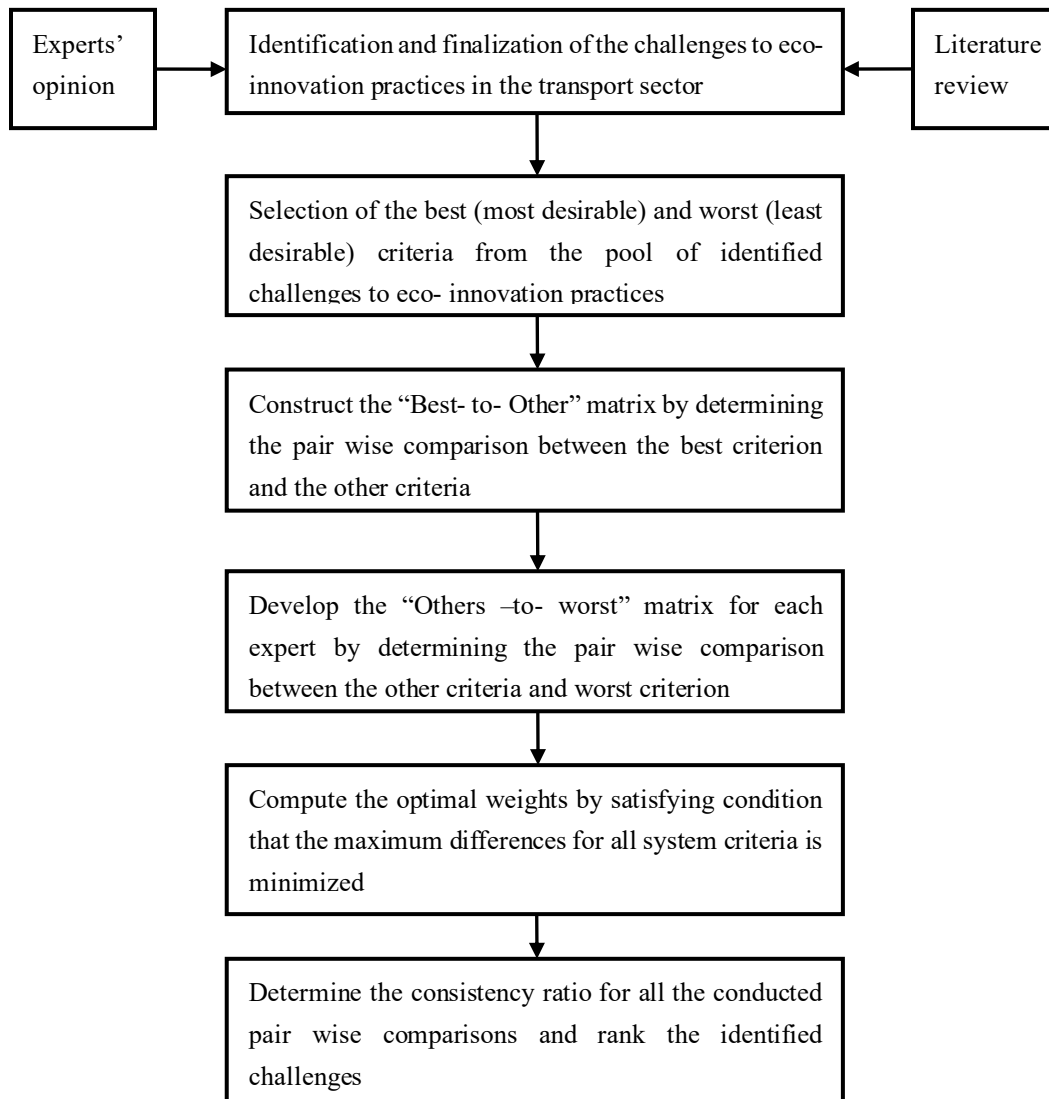 Experts’
opinion
Identification and finalization of the challenges to eco-
innovation practices in the transport sector
Literature
review
Selection of the best (most desirable) and worst (least
desirable) criteria from the pool of identified
challenges to eco- innovation practices
Construct the “Best- to- Other” matrix by determining
the pair wise comparison between the best criterion
and the other criteria
Develop the “Others –to- worst” matrix for each
expert by determining the pair wise comparison
between the other criteria and worst criterion
Compute the optimal weights by satisfying condition
that the maximum differences for all system criteria is
minimized
Determine the consistency ratio for all the conducted
pair wise comparisons and rank the identified
challenges